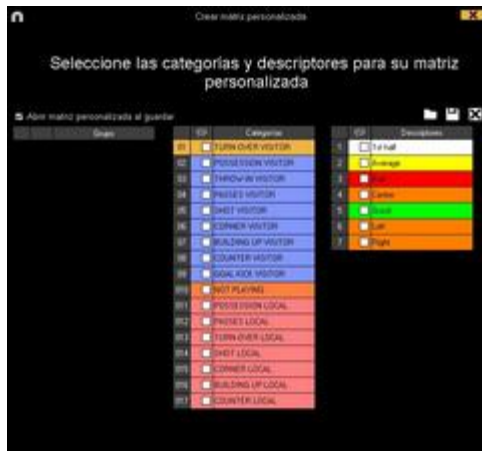 Crear matriz personalizada
Seleccione las categorías y descriptores para su matriz
personalizada
Abrir matriz personalizada al guardar
Grupo
Categorías
01 TURN OVER VISITOR
02 POSSESSION VISITOR
03 THROW-IN VISITOR
04 PASSES VISITOR
05 SHOT VISITOR
06 CORNER VISITOR
07 BUILDING UP VISITOR
08 COUNTER VISITOR
09 GOAL KICK VISITOR
010 NOT PLAYING
011 POSSESSION LOCAL
012 PASSES LOCAL
013 TURN OVER LOCAL
014 SHOT LOCAL
015 CORNER LOCAL
016 BUILDING UP LOCAL
017 COUNTER LOCAL
Descriptores
1 1st half
2 Average
3
4 Centre
5 Good
6 Left
7 Right